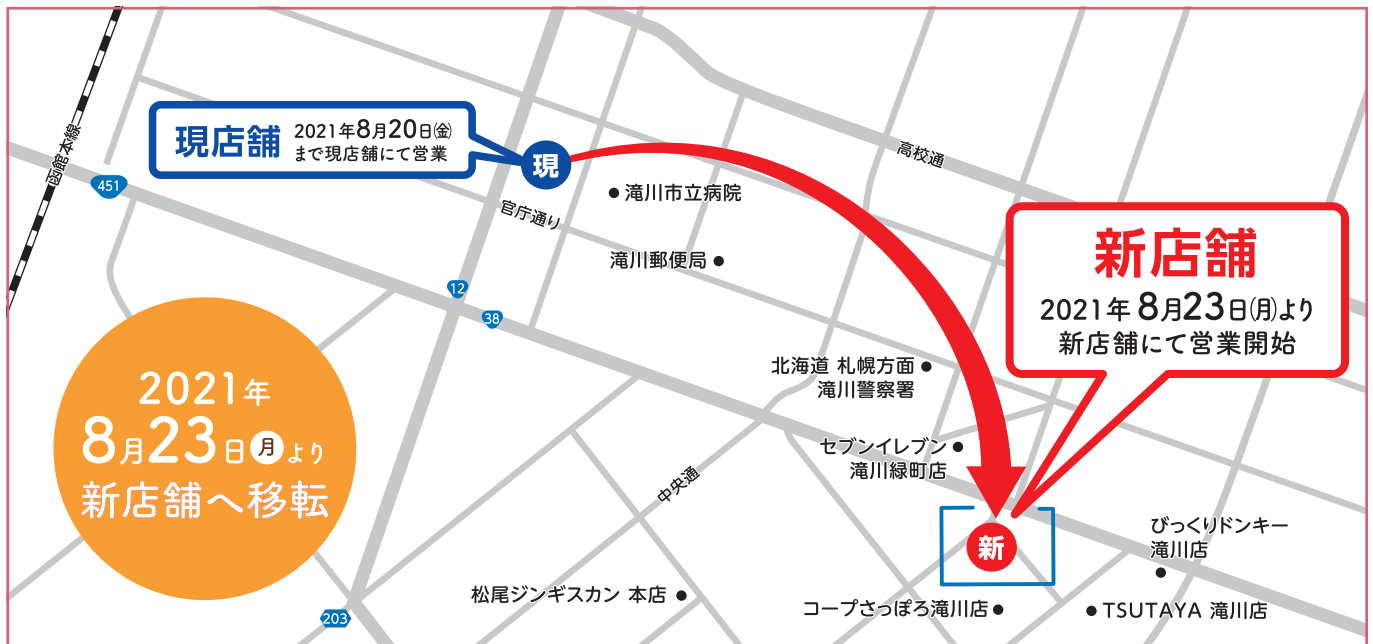 函館本線
451
現店舗
2021年8月20日(金)
まで現店舗にて営業
現
滝川市立病院
官庁通り
滝川郵便局
高校通
新店舗
2021年 8月23日(月)より
新店舗にて営業開始
12
38
北海道 札幌方面
滝川警察署
2021年
8月23日月より
新店舗へ移転
セブンイレブン
滝川緑町店
中央通
新
びっくりドンキー
滝川店
松尾ジンギスカン 本店
コープさっぽろ滝川店
TSUTAYA 滝川店
203